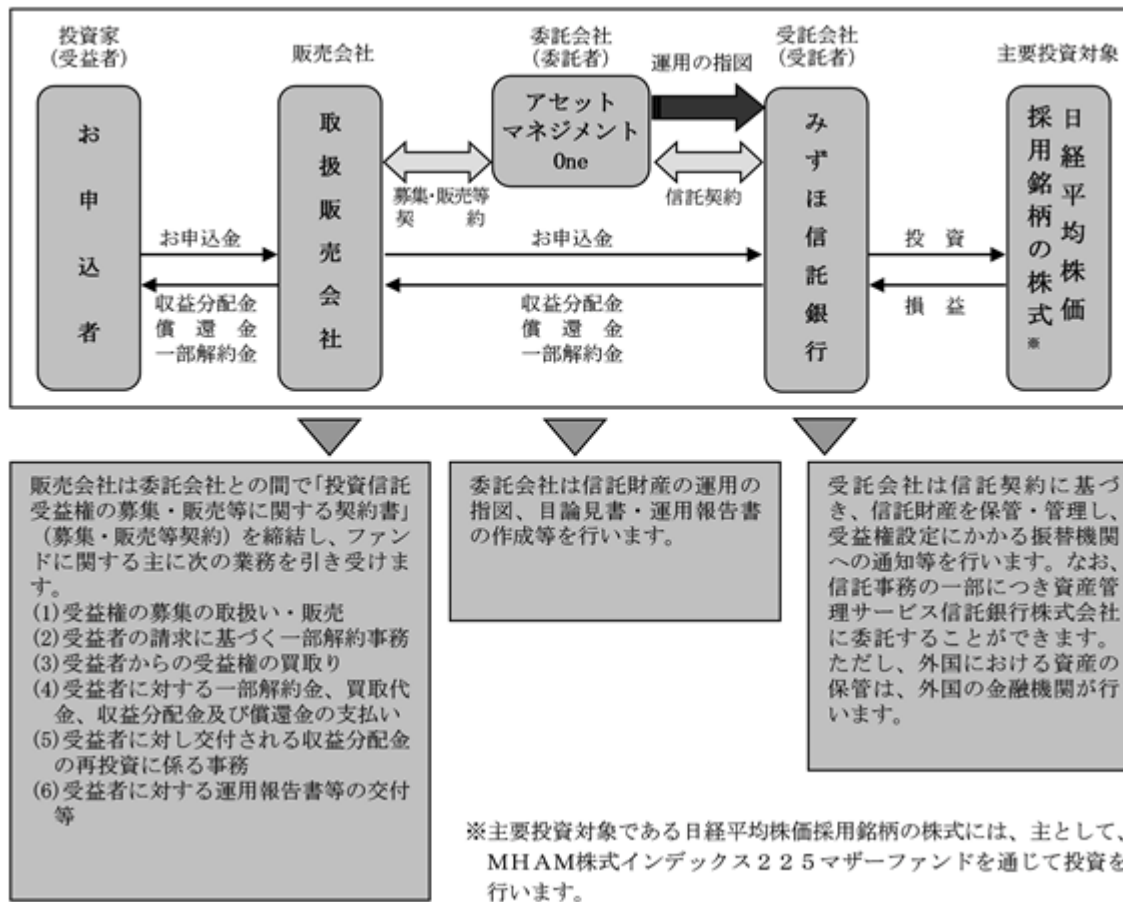 投資家
(受益者)
販売会社
委託会社
(委託者)
運用の指図
受託会社
(受託者)
主要投資対象
お申込者
取扱販売会社
アセット
マネジメント
One
みずほ信託銀行
日経平均株価
採用銘柄の株式
※
募集・販売等
契 約
信託契約
お申込金
収益分配金
償 還 金
一部解約金
お申込金
収益分配金
償 還 金
一部解約金
投 資
損 益
販売会社は委託会社との間で「投資信託
受益権の募集・販売等に関する契約書」
(募集・販売等契約)を締結し、ファン
ドに関する主に次の業務を引き受けま
す。
(1)受益権の募集の取扱い・販売
(2)受益者の請求に基づく一部解約事務
(3)受益者からの受益権の買取り
(4)受益者に対する一部解約金、買取代
金、収益分配金及び償還金の支払い
(5)受益者に対し交付される収益分配金
の再投資に係る事務
(6)受益者に対する運用報告書等の交付
等
委託会社は信託財産の運用の
指図、目論見書・運用報告書
の作成等を行います。
受託会社は信託契約に基づ
き、信託財産を保管・管理し、
受益権設定にかかる振替機関
への通知等を行います。なお、
信託事務の一部につき資産管
理サービス信託銀行株式会社
に委託することができます。
ただし、外国における資産の
保管は、外国の金融機関が行
います。
※主要投資対象である日経平均株価採用銘柄の株式には、主として、
MHAM株式インデックス225マザーファンドを通じて投資を
行います。